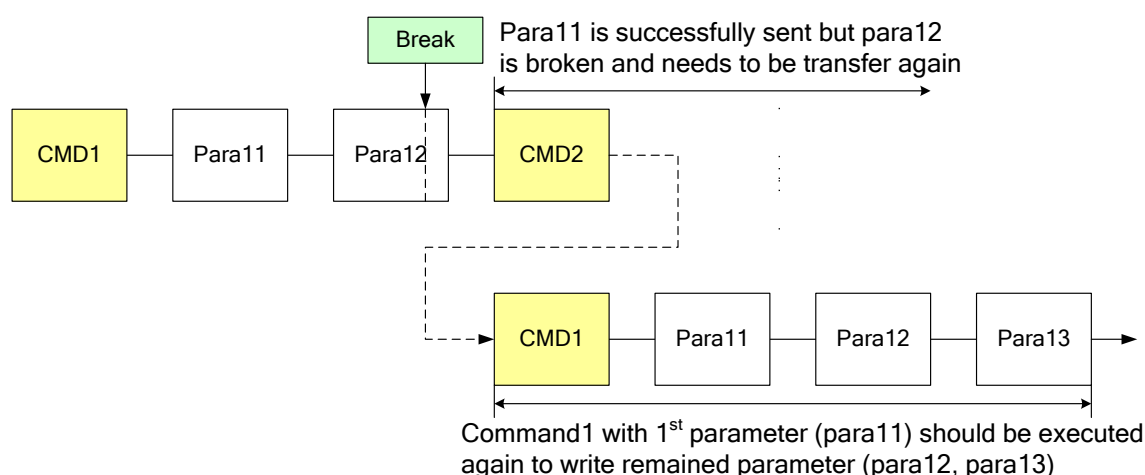 Break
Para11 is successfully sent but para12
is broken and needs to be transfer again
CMD1
Para11
Para12
CMD2
CMD1
Para11
Para12
Para13
Command1 with 1st parameter (para11) should be executed
again to write remained parameter (para12, para13)